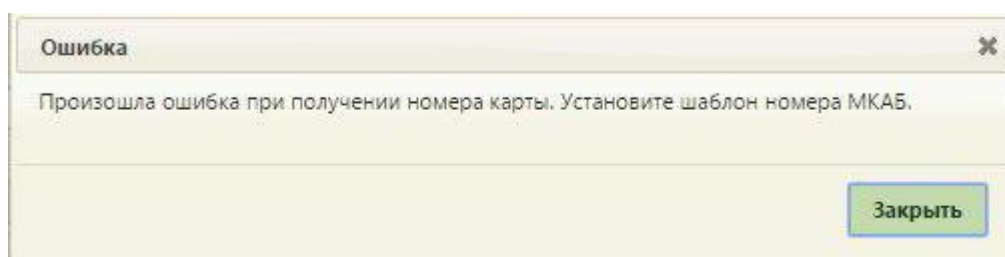 Ошибка
Произошла ошибка при получении номера карты. Установите шаблон номера МКАБ.
Закрыть